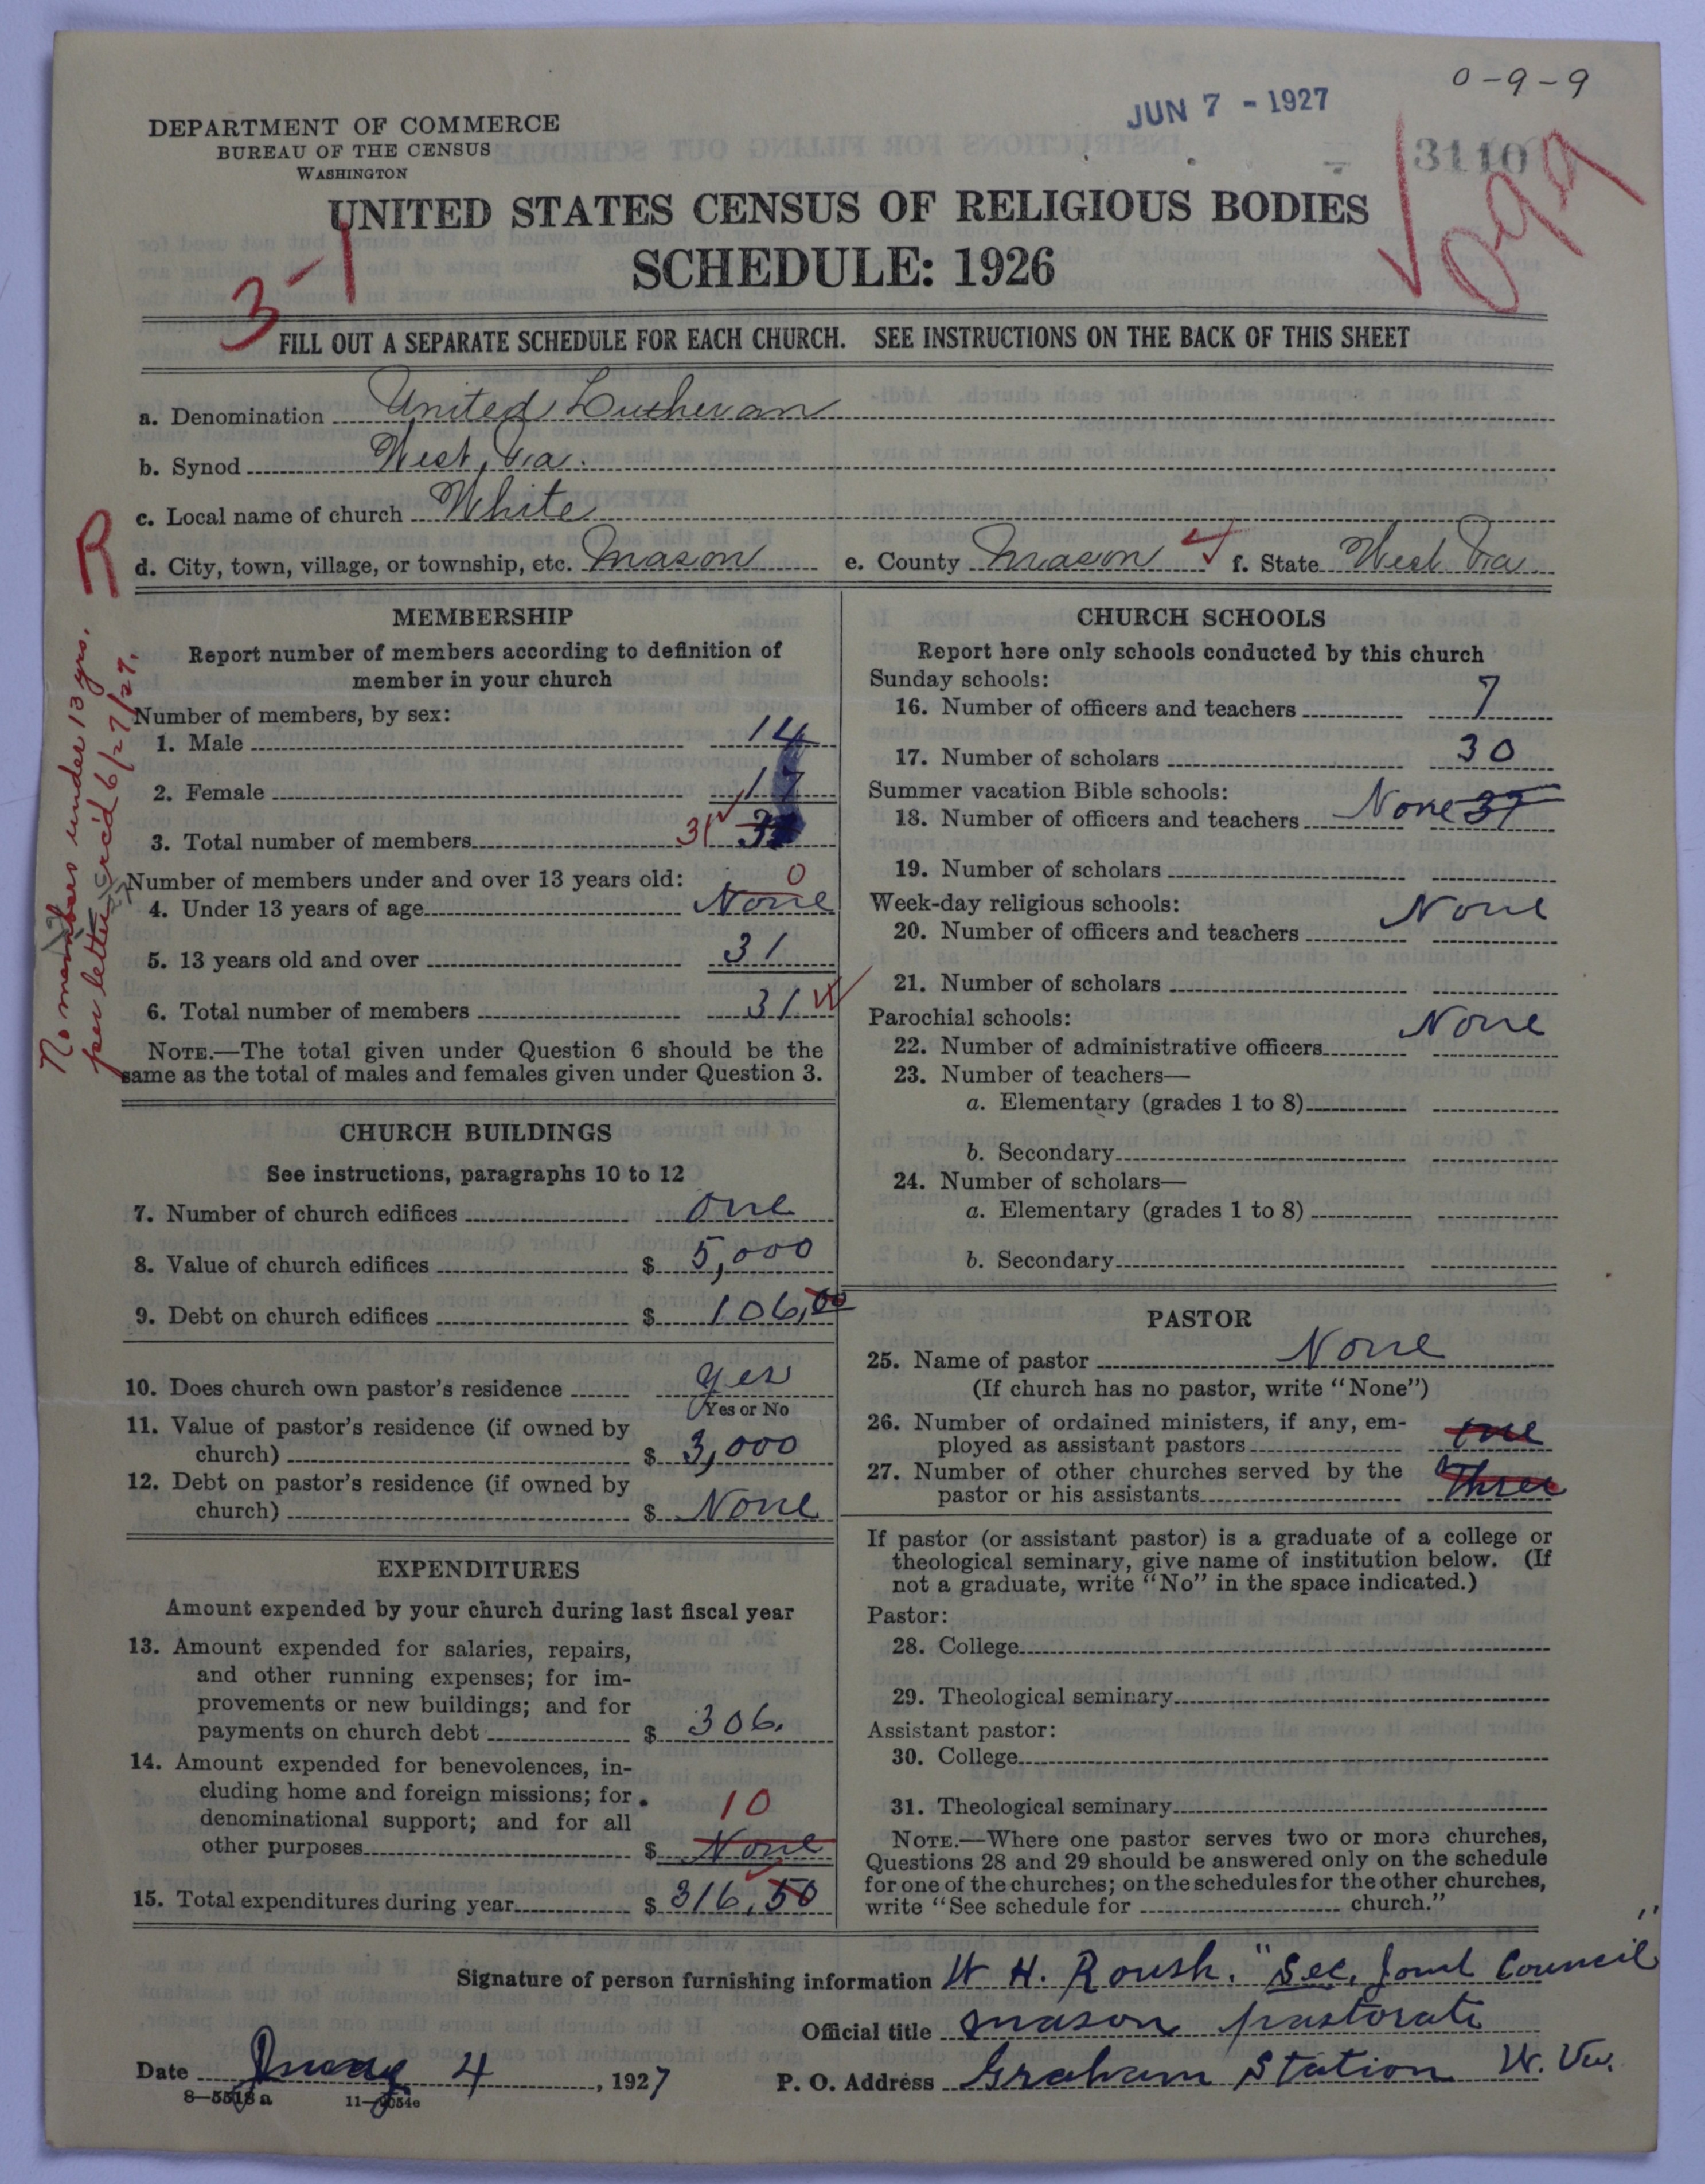 0-9-9
JUN 7 - 1927
31101
099
DEPARTMENT OF COMMERCE
BUREAU OF THE CENSUS
WASHINGTON
UNITED STATES CENSUS OF RELIGIOUS BODIES
SCHEDULE: 1926
3-1
FILL OUT A SEPARATE SCHEDULE FOR EACH CHURCH. SEE INSTRUCTIONS ON THE BACK OF THIS SHEET
a. Denomination United Lutheran
b. Synod West, Va.
c. Local name of church White
d. City, town, village, or township, etc. Mason e. County Mason f. State West Va
R
No members under 13 yrs.
per letter rec'd 6/27/27.
MEMBERSHIP
Report number of members according to definition of
member in your church
Number of members, by sex:
1. Male 14
2. Female 17
3. Total number of members 31
Number of members under and over 13 years old:
4. Under 13 years of age None 0
5. 13 years old and over 31
6. Total number of members 31
NOTE.—The total given under Question 6 should be the
same as the total of males and females given under Question 3.
CHURCH BUILDINGS
See instructions, paragraphs 10 to 12
7. Number of church edifices one
8. Value of church edifices $ 5,000
9. Debt on church edifices $ 106,00
10. Does church own pastor's residence yes
Yes or No
11. Value of pastor's residence (if owned by
church) $ 3,000
12. Debt on pastor's residence (if owned by
church) $ None
EXPENDITURES
Amount expended by your church during last fiscal year
13. Amount expended for salaries, repairs,
and other running expenses; for im-
provements or new buildings; and for
payments on church debt $ 306.
14. Amount expended for benevolences, in-
cluding home and foreign missions; for
denominational support; and for all
10
other purposes $ None
15. Total expenditures during year $ 316,50
CHURCH SCHOOLS
Report here only schools conducted by this church
Sunday schools:
16. Number of officers and teachers 7
17. Number of scholars 30
Summer vacation Bible schools:
18. Number of officers and teachers None 37
19. Number of scholars
Week-day religious schools:
20. Number of officers and teachers None
21. Number of scholars
Parochial schools:
22. Number of administrative officers None
23. Number of teachers—
a. Elementary (grades 1 to 8)
b. Secondary
24. Number of scholars—
a. Elementary (grades 1 to 8)
b. Secondary
PASTOR
25. Name of pastor None
(If church has no pastor, write "None")
26. Number of ordained ministers, if any, em-
ployed as assistant pastors one
27. Number of other churches served by the
pastor or his assistants Three
If pastor (or assistant pastor) is a graduate of a college or
theological seminary, give name of institution below. (If
not a graduate, write "No" in the space indicated.)
Pastor:
28. College
29. Theological seminary
Assistant pastor:
30. College
31. Theological seminary
NOTE.—Where one pastor serves two or more churches,
Questions 28 and 29 should be answered only on the schedule
for one of the churches; on the schedules for the other churches,
write "See schedule for church."
Signature of person furnishing information W H. Roush. "Sec. Joint Council"
Official title Mason pastorate
Date 4, 1927 P. O. Address Graham Station W. Va.
8-5518 a 11-9054e